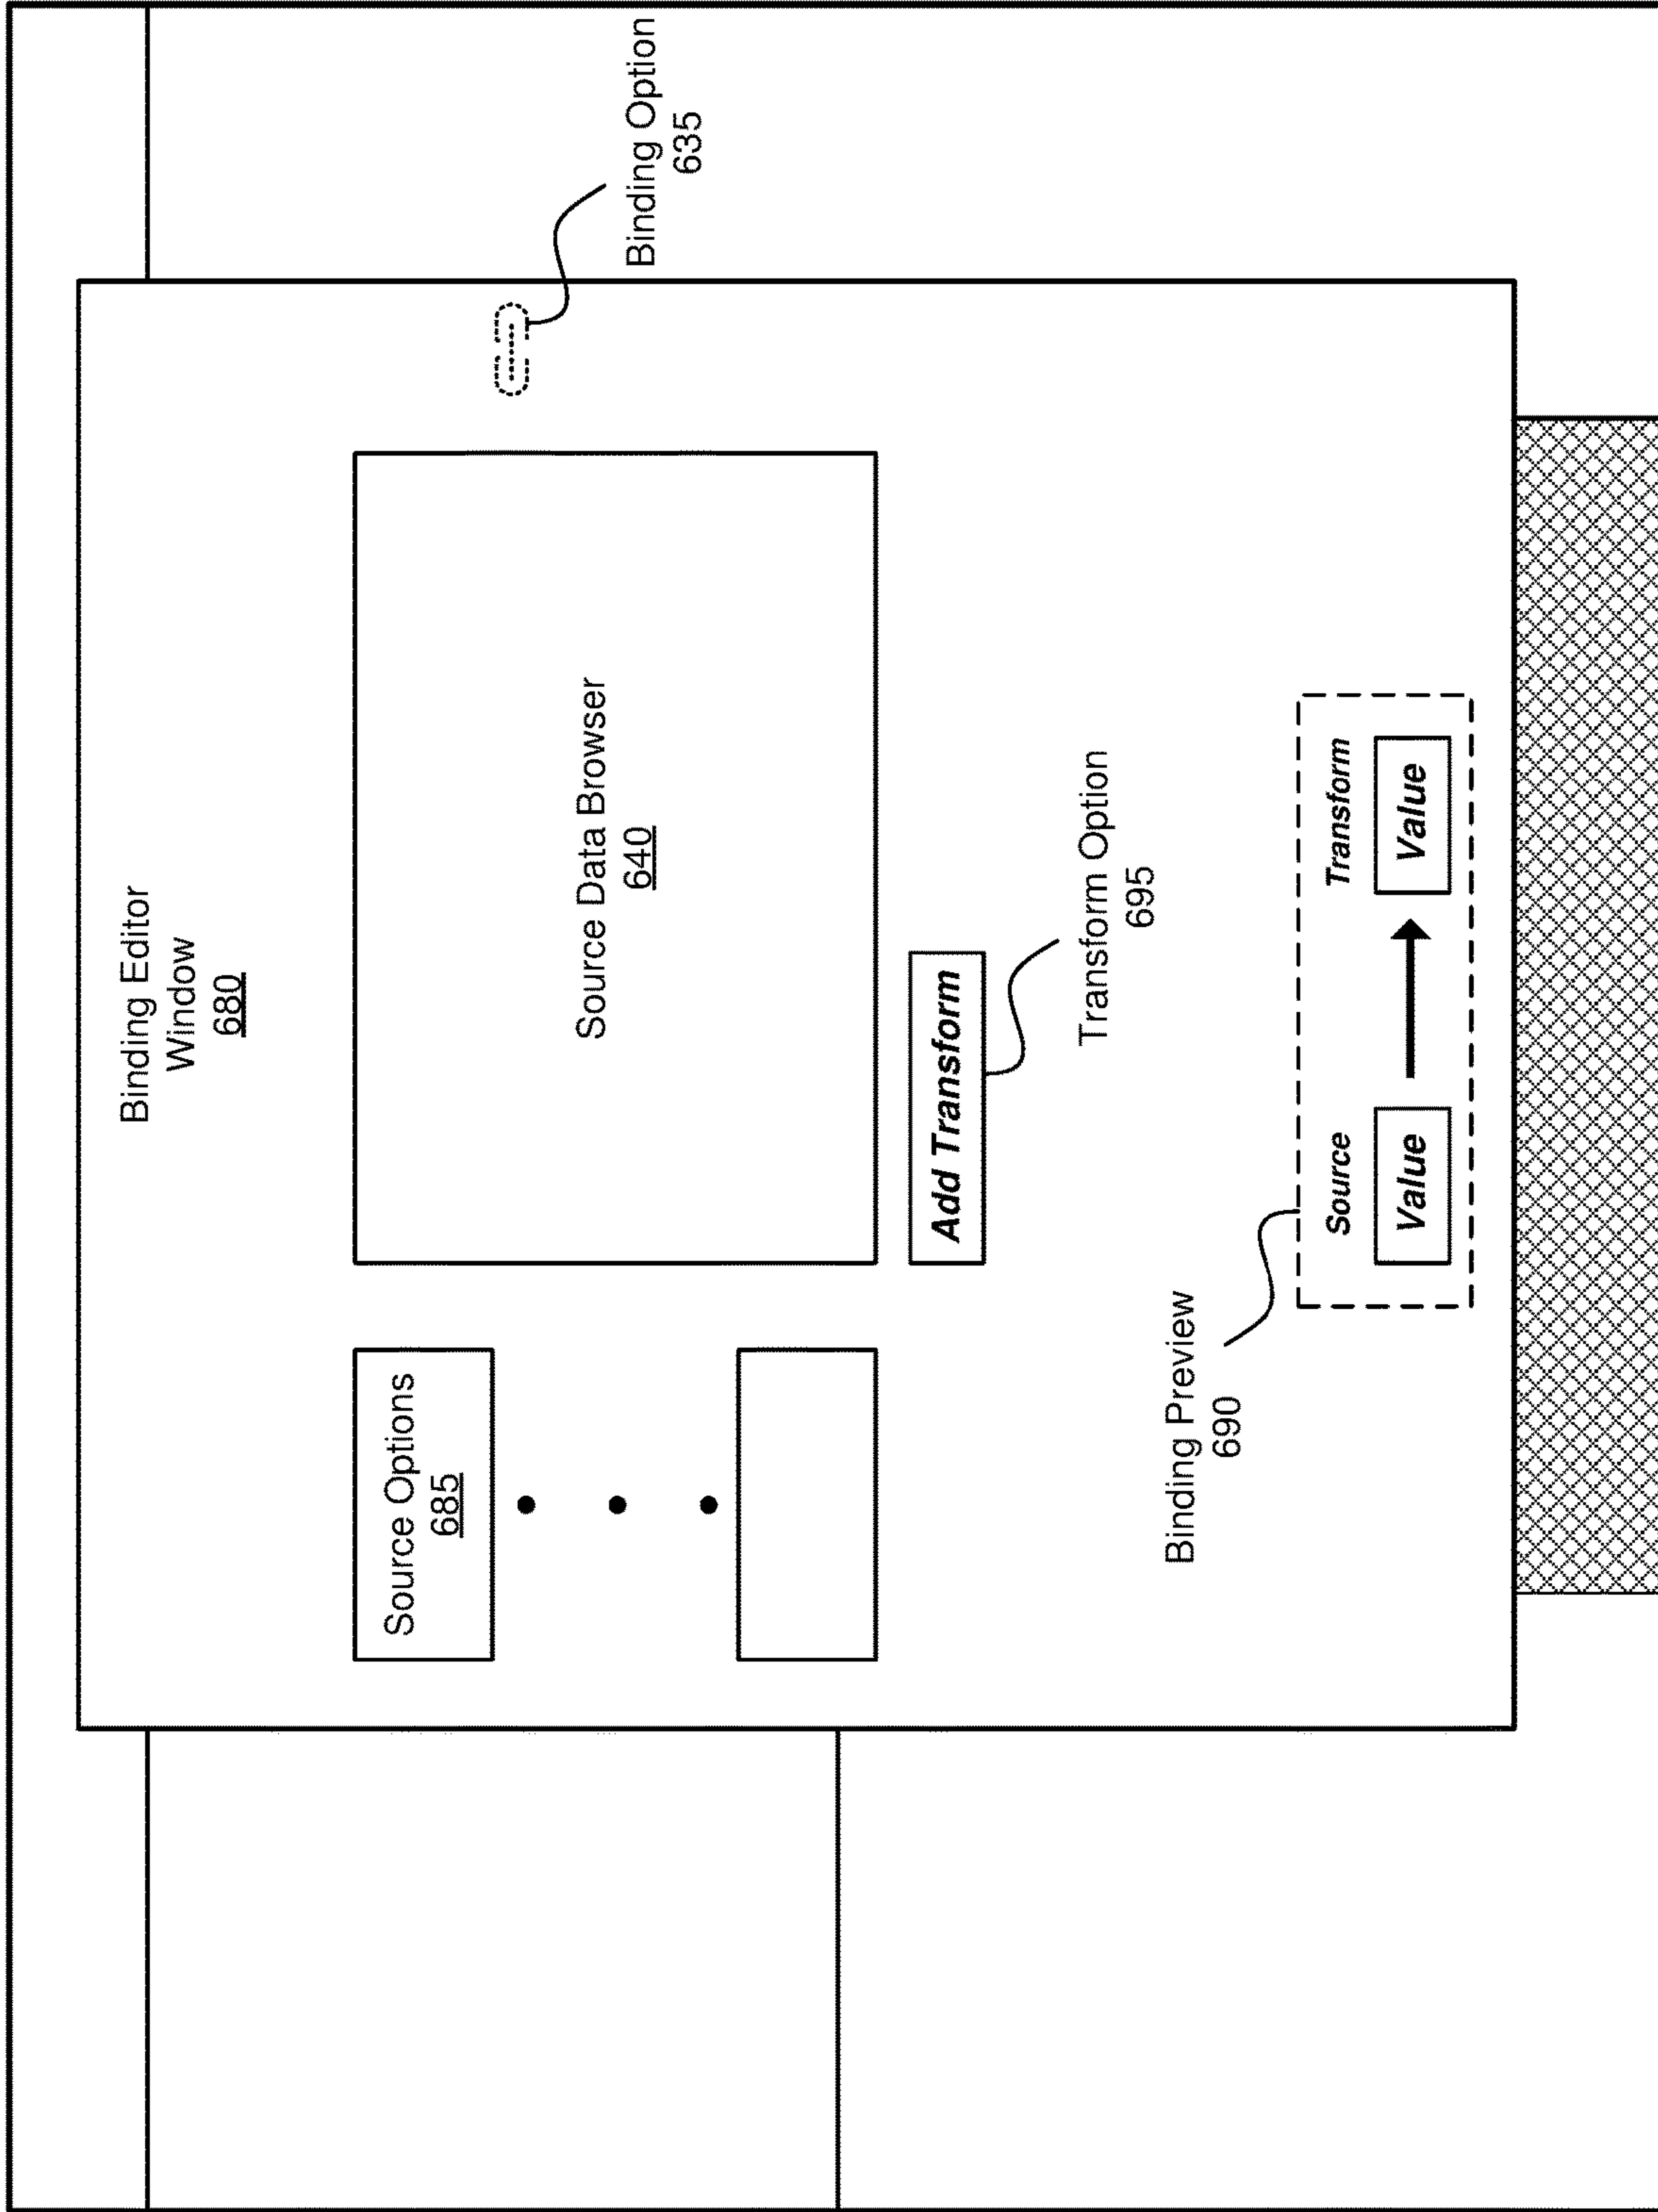 Binding Editor
Window
680
Source Options
685
Source Data Browser
640
Binding Option
635
Add Transform
Transform Option
695
Binding Preview
690
Source
Transform
Value
Value